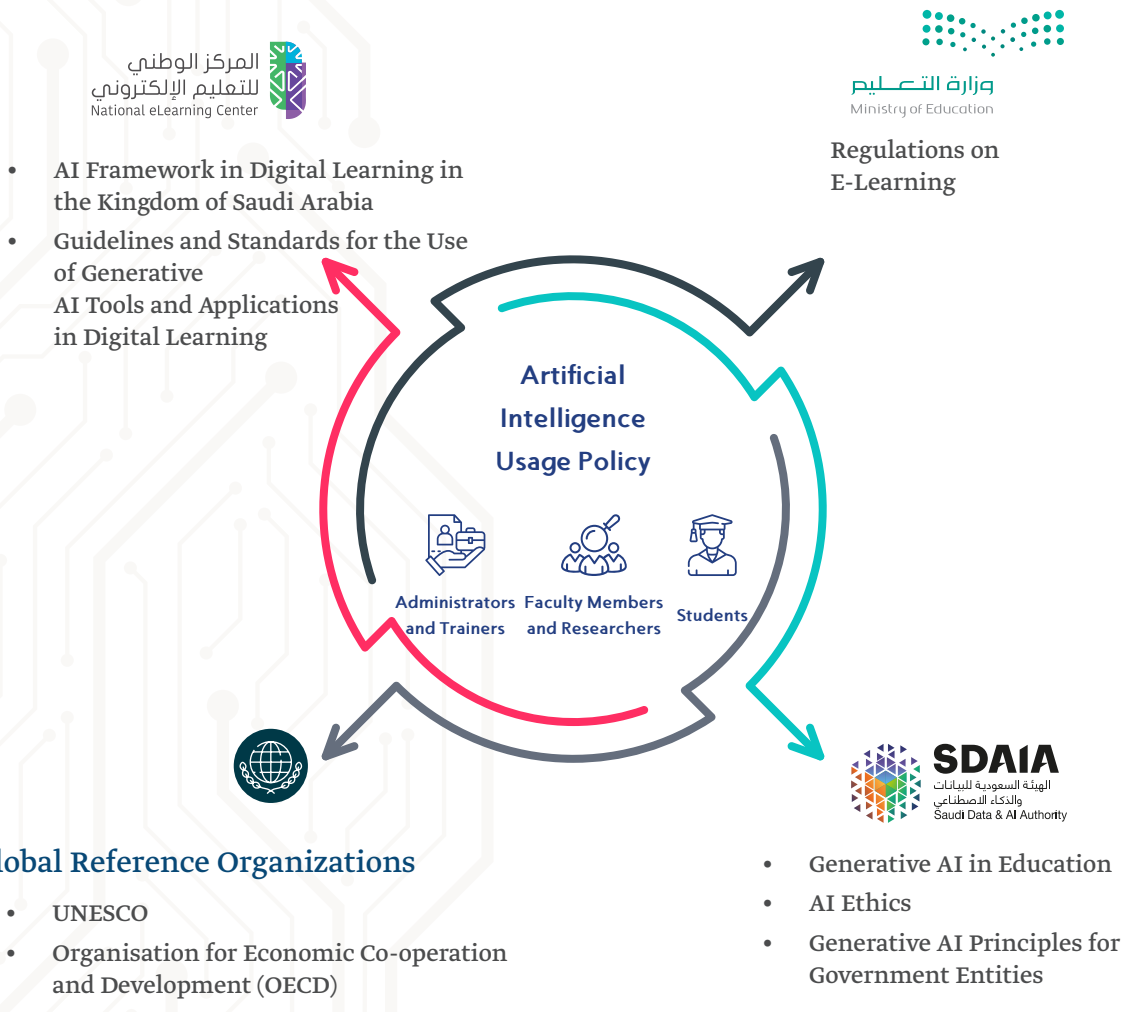 المركز الوطني
للتعليم الإلكتروني
National eLearning Center
• AI Framework in Digital Learning in
the Kingdom of Saudi Arabia
• Guidelines and Standards for the Use
of Generative
AI Tools and Applications
in Digital Learning
وزارة التعليم
Ministry of Education
Regulations on
E-Learning
Artificial
Intelligence
Usage Policy
Administrators
and Trainers
Faculty Members
and Researchers
Students
lobal Reference Organizations
• UNESCO
• Organisation for Economic Co-operation
and Development (OECD)
SDAIA
الهيئة السعودية للبيانات
والذكاء الاصطناعي
Saudi Data & AI Authority
• Generative AI in Education
• AI Ethics
• Generative AI Principles for
Government Entities